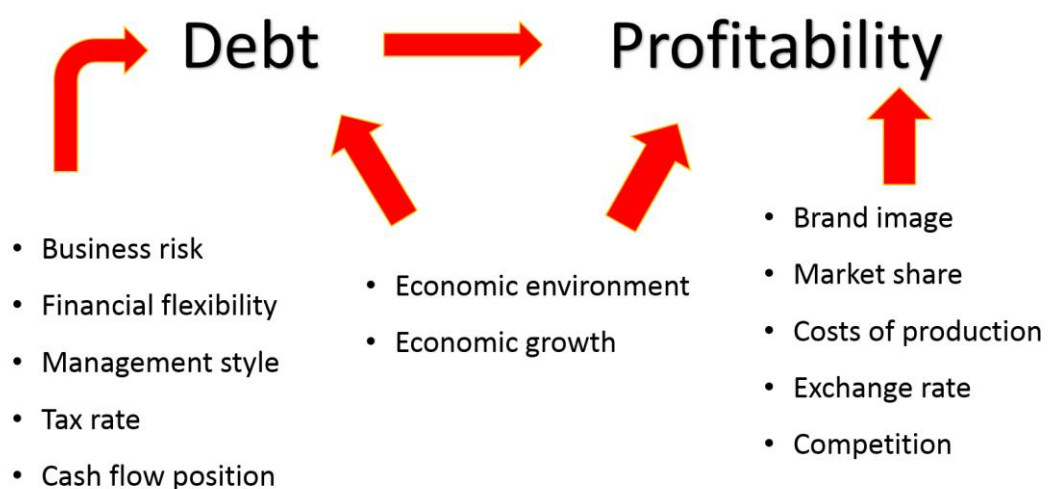 Debt
Profitability
• Business risk
• Financial flexibility
• Management style
• Tax rate
• Cash flow position
• Economic environment
• Economic growth
• Brand image
• Market share
• Costs of production
• Exchange rate
• Competition